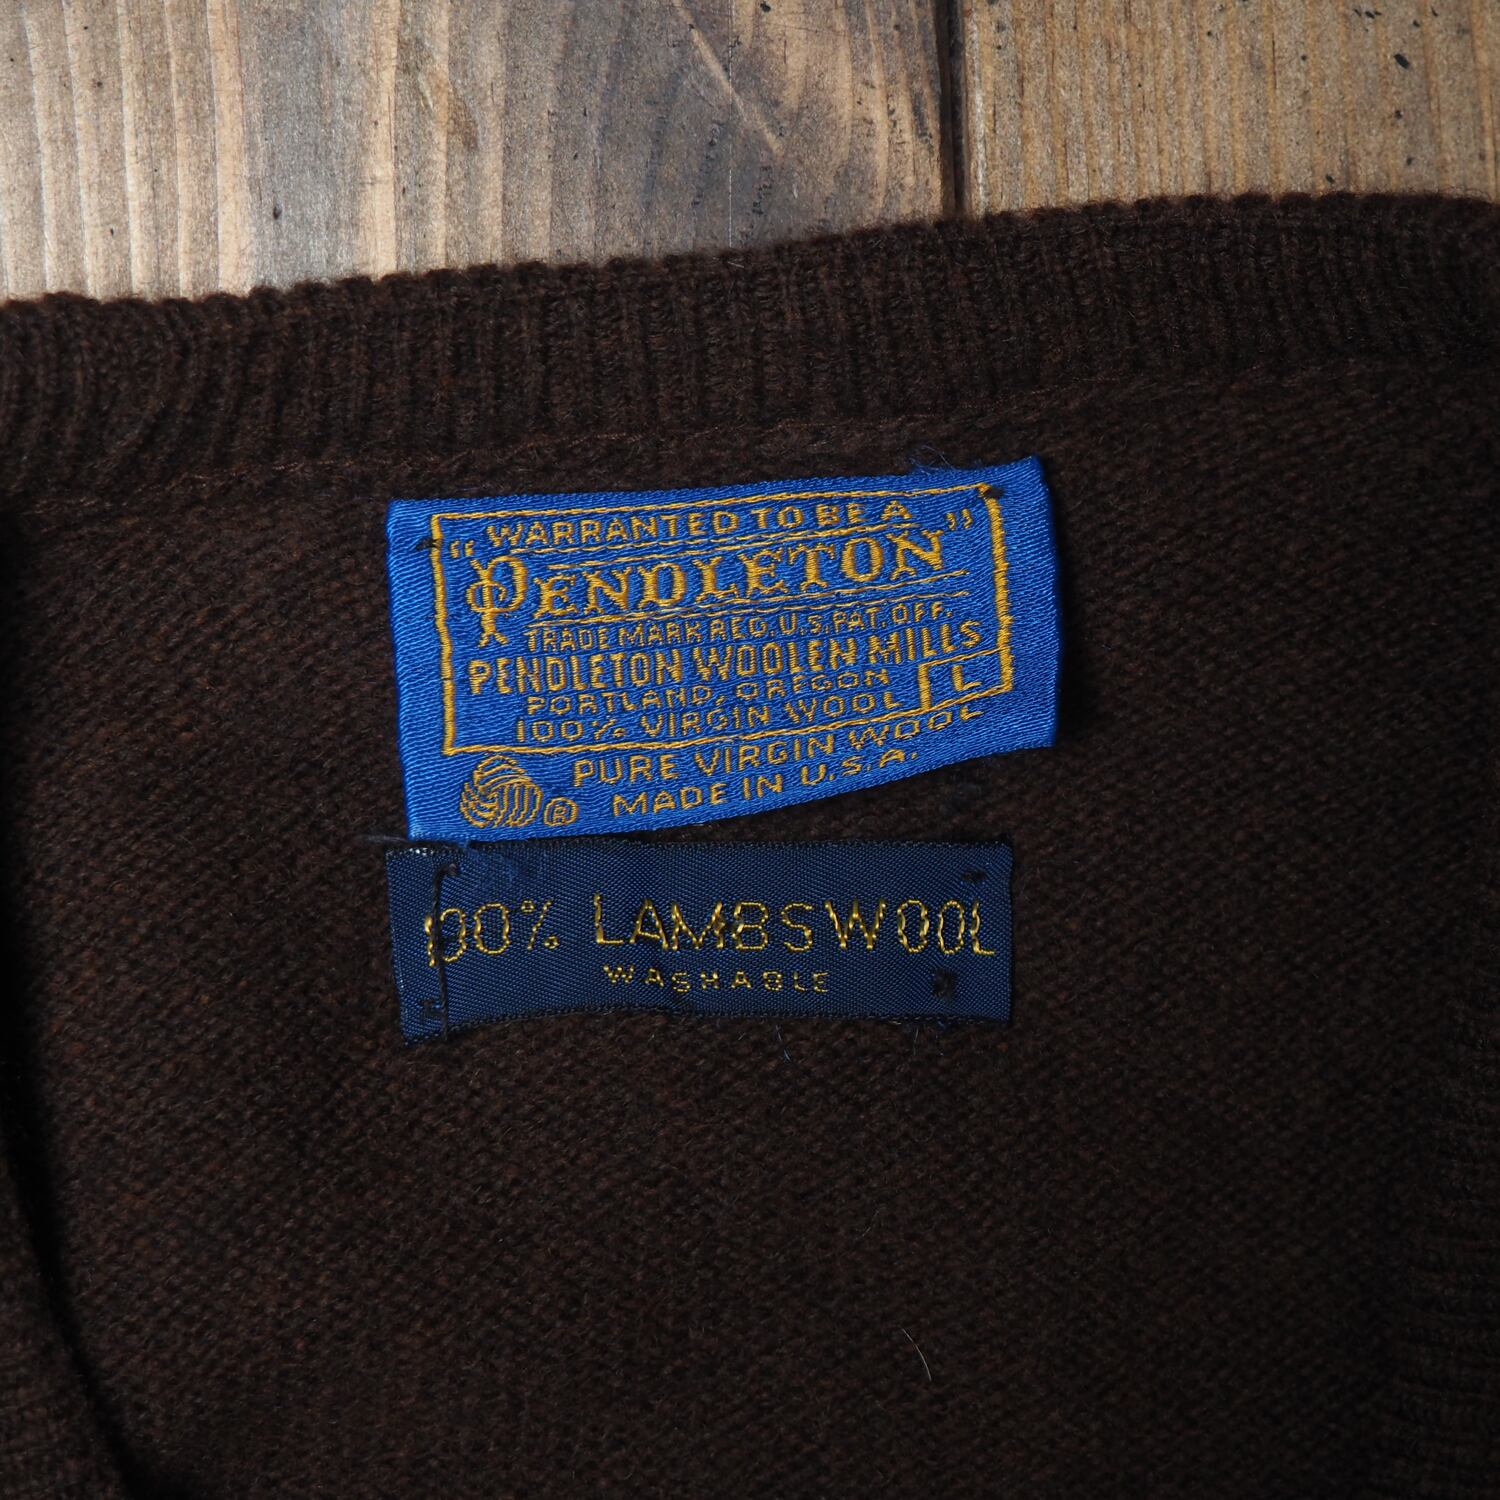 "WARRANTED TO BE A
PENDLETON"
TRADE MARK REG. U.S. PAT. OFF.
PENDLETON WOOLEN MILLS
PORTLAND, OREGON
100% VIRGIN WOOL L
PURE VIRGIN WOOL
® MADE IN U.S.A.
100% LAMBSWOOL
WASHABLE